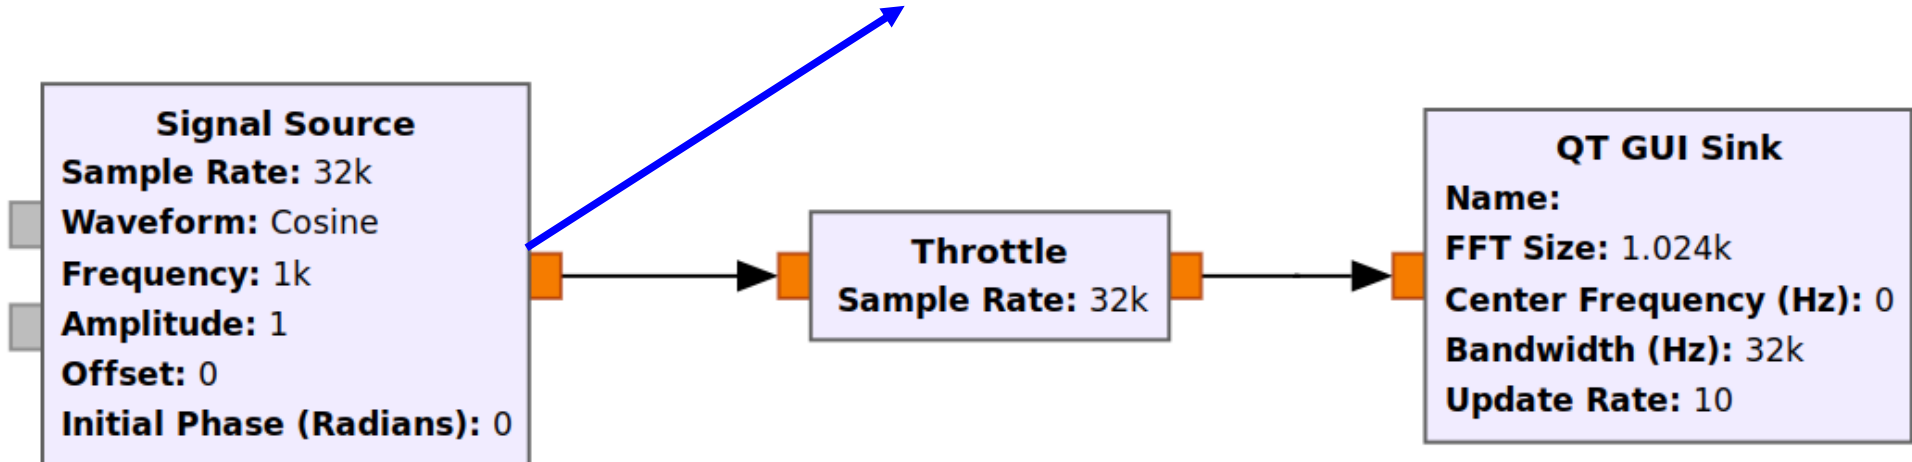 Signal Source
Sample Rate: 32k
Waveform: Cosine
Frequency: 1k
Amplitude: 1
Offset: 0
Initial Phase (Radians): 0
Throttle
Sample Rate: 32k
QT GUI Sink
Name:
FFT Size: 1.024k
Center Frequency (Hz): 0
Bandwidth (Hz): 32k
Update Rate: 10